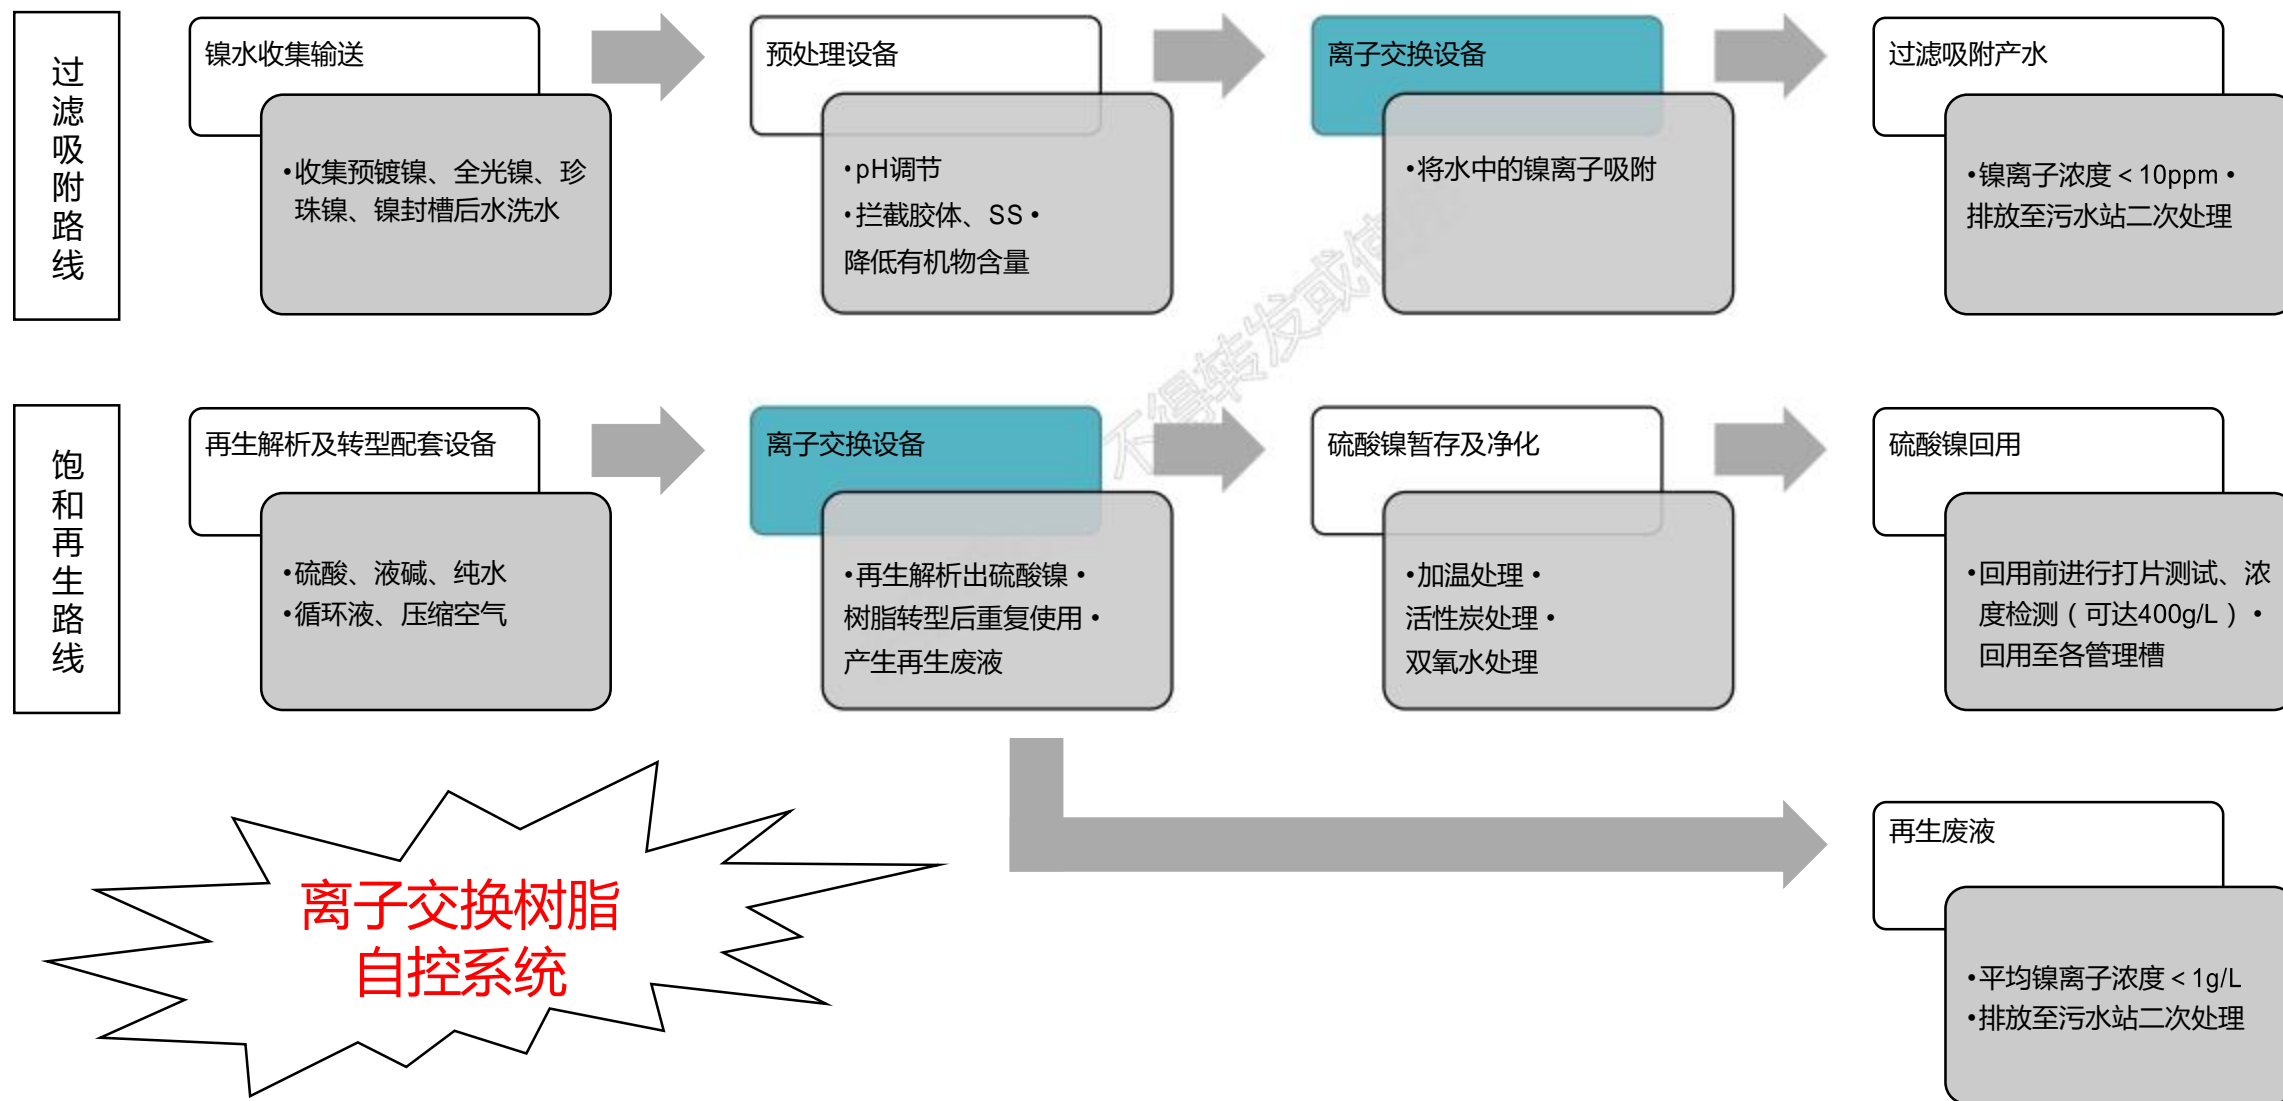 过滤吸附路线
镍水收集输送
•收集预镀镍、全光镍、珍
珠镍、镍封槽后水洗水
预处理设备
•pH调节
•拦截胶体、SS•
降低有机物含量
离子交换设备
•将水中的镍离子吸附
过滤吸附产水
•镍离子浓度<10ppm•
排放至污水站二次处理
不得转发或使用
饱和再生路线
再生解析及转型配套设备
•硫酸、液碱、纯水
•循环液、压缩空气
离子交换设备
•再生解析出硫酸镍•
树脂转型后重复使用•
产生再生废液
硫酸镍暂存及净化
•加温处理•
活性炭处理•
双氧水处理
硫酸镍回用
•回用前进行打片测试、浓
度检测（可达400g/L）•
回用至各管理槽
离子交换树脂
自控系统
再生废液
•平均镍离子浓度<1g/L
•排放至污水站二次处理